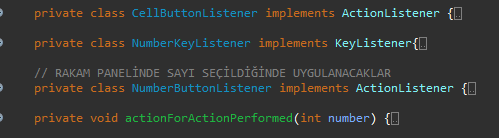 private class CellButtonListener implements ActionListener {
private class NumberKeyListener implements KeyListener{
// RAKAM PANELİNDE SAYI SEÇİLDİĞİNDE UYGULANACAKLAR
private class NumberButtonListener implements ActionListener {
private void actionForActionPerformed(int number) {